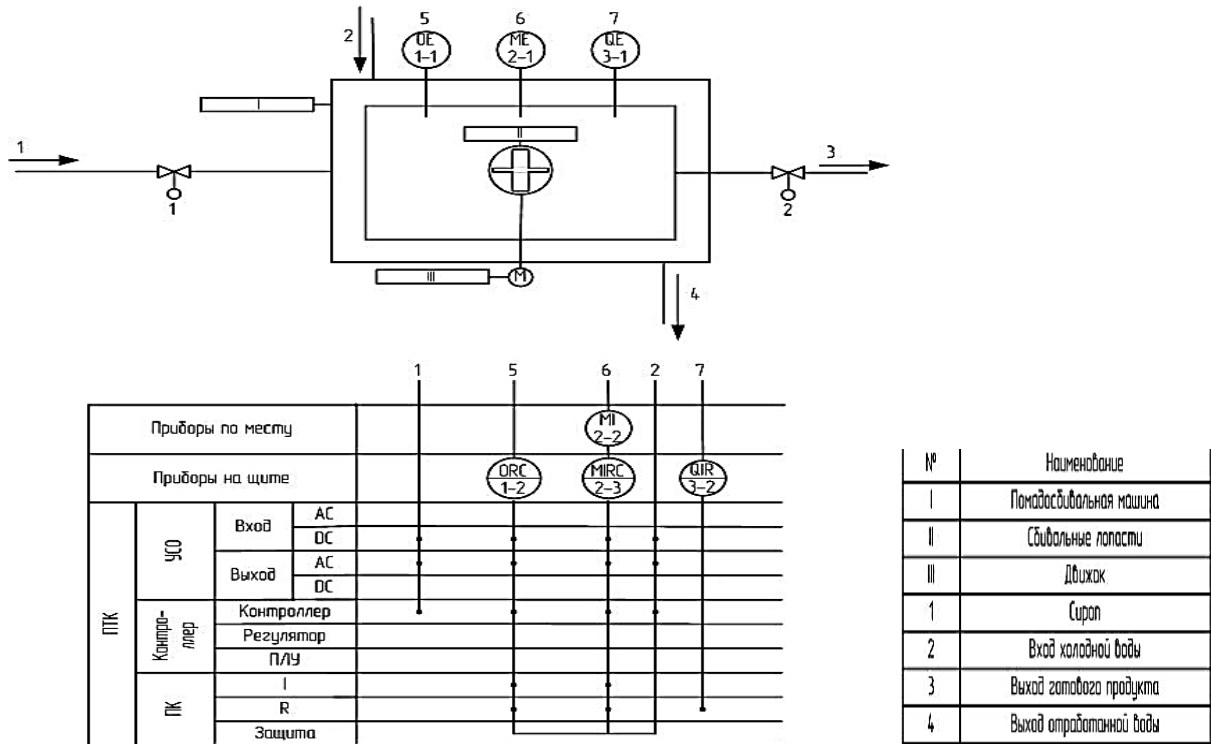 2
5
6
7
OE
1-1
ME
2-1
QE
3-1
I
II
1
3
1
2
III
M
4
1
5
6
2
7
Приборы по месту
MI
2-2
Приборы на щите
ORC
1-2
MIRC
2-3
QIR
3-2
ПТК
УСО
Вход
AC
DC
Выход
AC
DC
Контро-
ллер
Контроллер
Регулятор
ПЛУ
ПК
I
R
Защита
№ Наименование
I Помадосбивальная машина
II Сбивальные лопасти
III Движок
1 Сироп
2 Вход холодной воды
3 Выход готового продукта
4 Выход отработанной воды